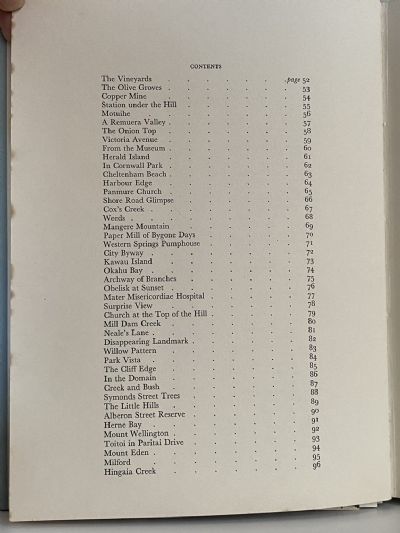 CONTENTS
The Vineyards . . . . . . . page 52
The Olive Groves . . . . . . . 53
Copper Mine . . . . . . . 54
Station under the Hill . . . . . . . 55
Motuihe . . . . . . . 56
A Remuera Valley . . . . . . . 57
The Onion Top . . . . . . . 58
Victoria Avenue . . . . . . . 59
From the Museum . . . . . . . 60
Herald Island . . . . . . . 61
In Cornwall Park . . . . . . . 62
Cheltenham Beach . . . . . . . 63
Harbour Edge . . . . . . . 64
Panmure Church . . . . . . . 65
Shore Road Glimpse . . . . . . . 66
Cox's Creek . . . . . . . 67
Weeds . . . . . . . 68
Mangere Mountain . . . . . . . 69
Paper Mill of Bygone Days . . . . . . . 70
Western Springs Pumphouse . . . . . . . 71
City Byway . . . . . . . 72
Kawau Island . . . . . . . 73
Okahu Bay . . . . . . . 74
Archway of Branches . . . . . . . 75
Obelisk at Sunset . . . . . . . 76
Mater Misericordiae Hospital . . . . . . . 77
Surprise View . . . . . . . 78
Church at the Top of the Hill . . . . . . . 79
Mill Dam Creek . . . . . . . 80
Neale's Lane . . . . . . . 81
Disappearing Landmark . . . . . . . 82
Willow Pattern . . . . . . . 83
Park Vista . . . . . . . 84
The Cliff Edge . . . . . . . 85
In the Domain . . . . . . . 86
Creek and Bush . . . . . . . 87
Symonds Street Trees . . . . . . . 88
The Little Hills . . . . . . . 89
Alberon Street Reserve . . . . . . . 90
Herne Bay . . . . . . . 91
Mount Wellington . . . . . . . 92
Toitoi in Paritai Drive . . . . . . . 93
Mount Eden . . . . . . . 94
Milford . . . . . . . 95
Hingaia Creek . . . . . . . 96